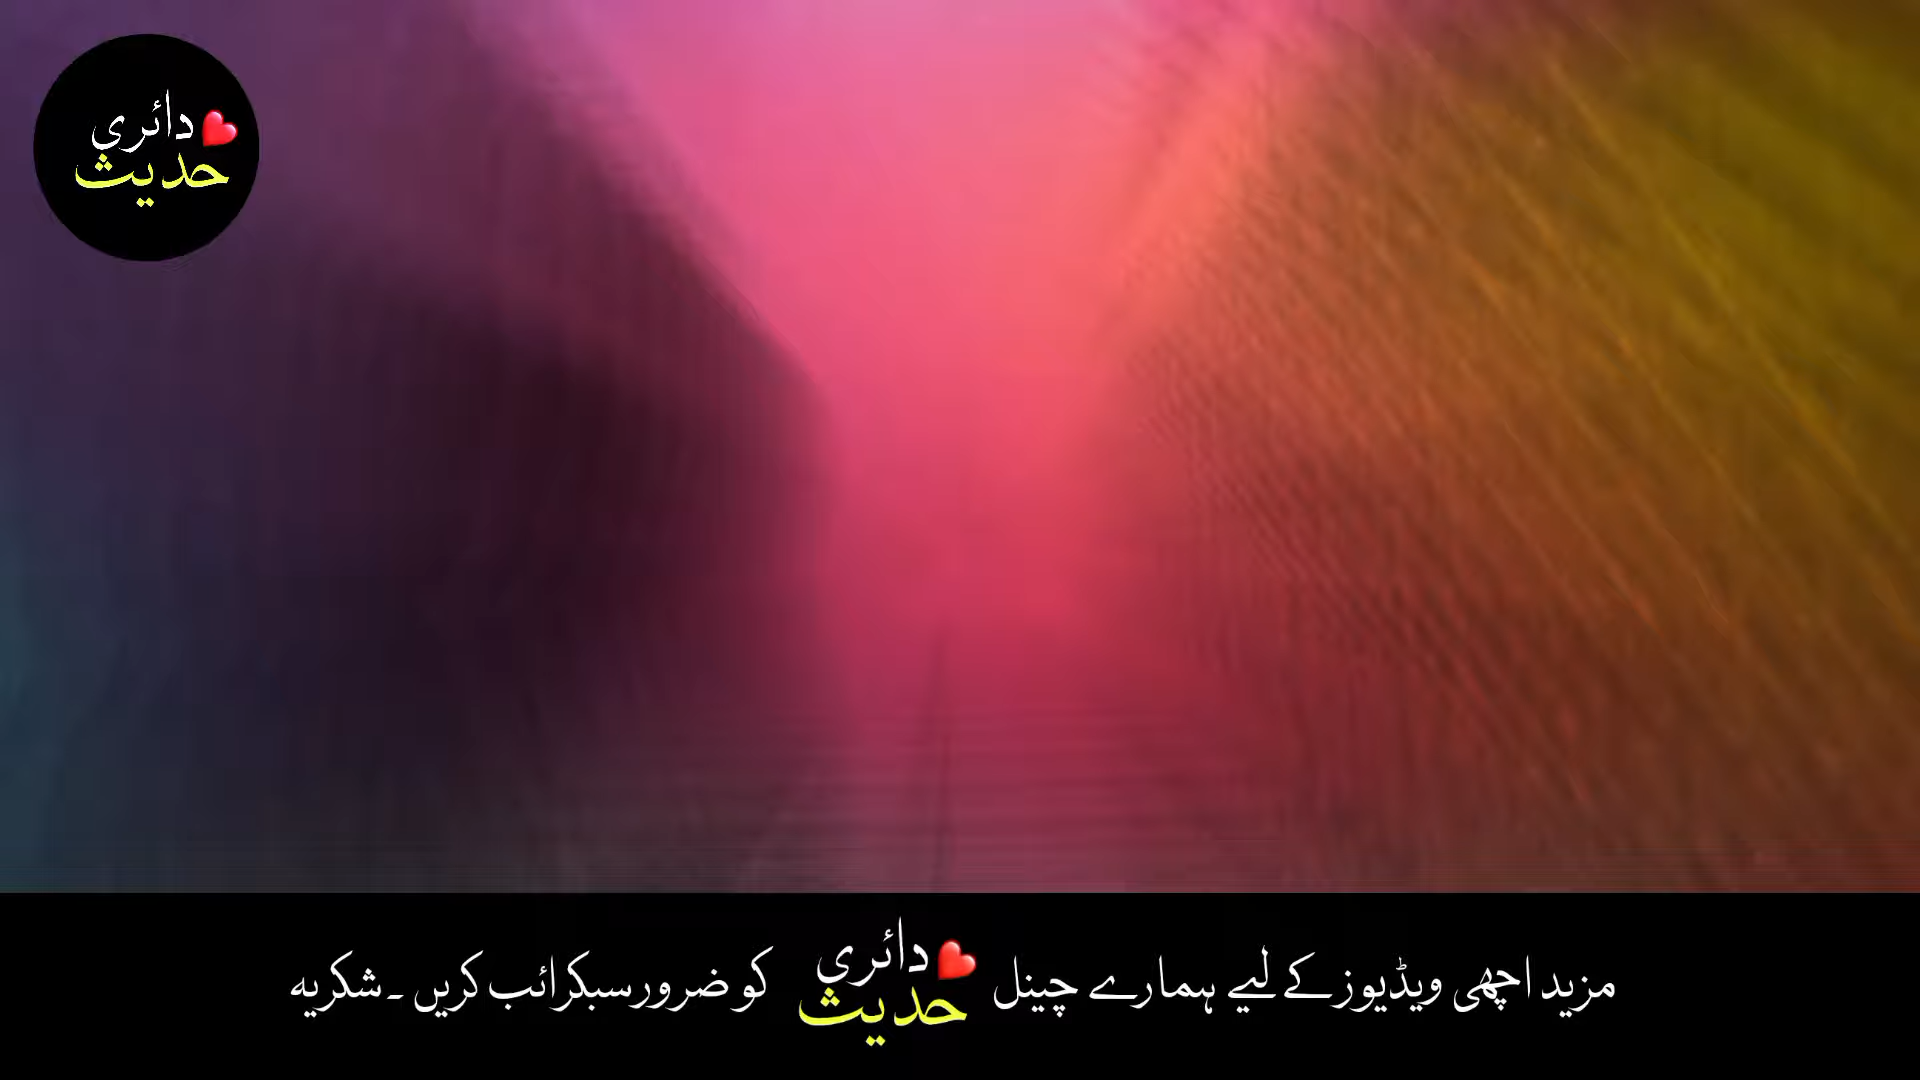 دائری
حدیث
مزید اچھی ویڈیوز کے لیے ہمارے چینل دائری حدیث کو ضرور سبکرائب کریں ۔ شکریہ